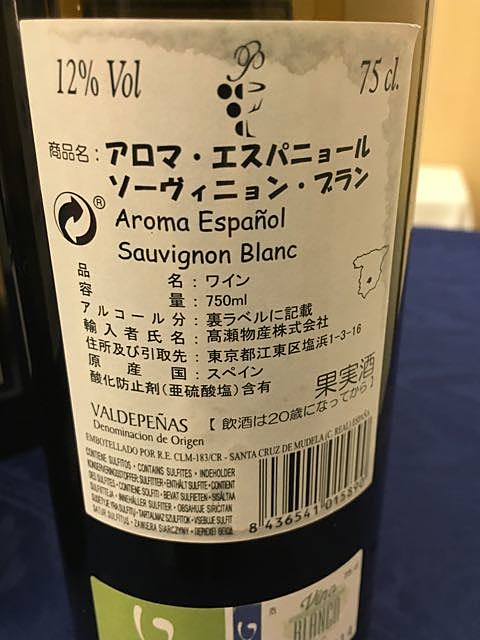 12% Vol
75 cl.
商品名：アロマ・エスパニョール
ソーヴィニョン・ブラン
®
Aroma Español
Sauvignon Blanc
品名：ワイン
容量：750ml
アルコール分：裏ラベルに記載
輸入者氏名：髙瀬物産株式会社
住所及び引取先：東京都江東区塩浜1-3-16
原産国：スペイン
酸化防止剤（亜硫酸塩）含有
果実酒
【飲酒は20歳になってから】
VALDEPEÑAS
Denominacion de Origen
EMBOTELLADO POR R.E. CLM-183/CR - SANTA CRUZ DE MUDELA (C. REAL) ESPAÑA
CONTIENE SULFITOS - CONTAINS SULFITES - INDEHOLDER
8 436541 01559
Vina
BLANCO